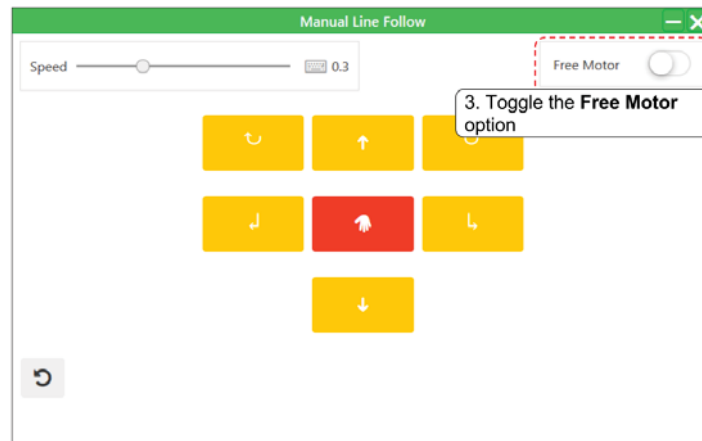 Manual Line Follow
Speed 0.3
Free Motor
3. Toggle the Free Motor
option